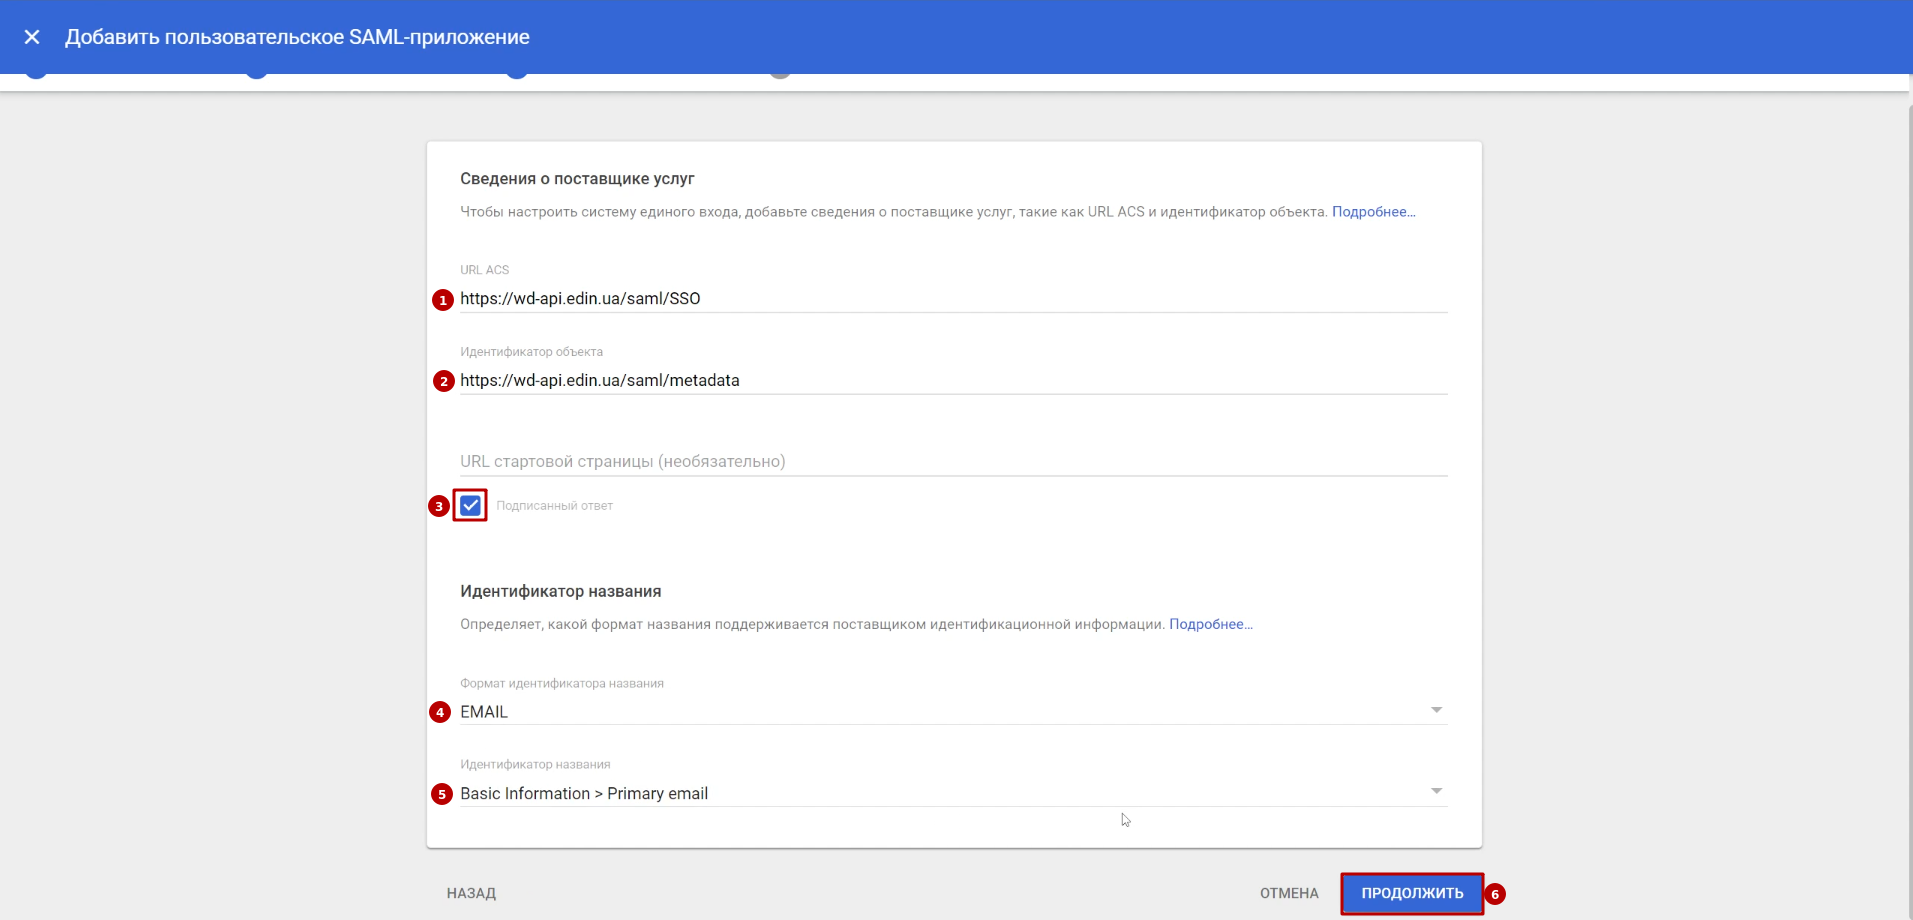 Добавить пользовательское SAML-приложение
Сведения о поставщике услуг
Чтобы настроить систему единого входа, добавьте сведения о поставщике услуг, такие как URL ACS и идентификатор объекта. Подробнее...
URL ACS
1 https://wd-api.edin.ua/saml/SSO
Идентификатор объекта
2 https://wd-api.edin.ua/saml/metadata
URL стартовой страницы (необязательно)
3 Подписанный ответ
Идентификатор названия
Определяет, какой формат названия поддерживается поставщиком идентификационной информации. Подробнее...
Формат идентификатора названия
4 EMAIL
Идентификатор названия
5 Basic Information > Primary email
НАЗАД ОТМЕНА ПРОДОЛЖИТЬ 6